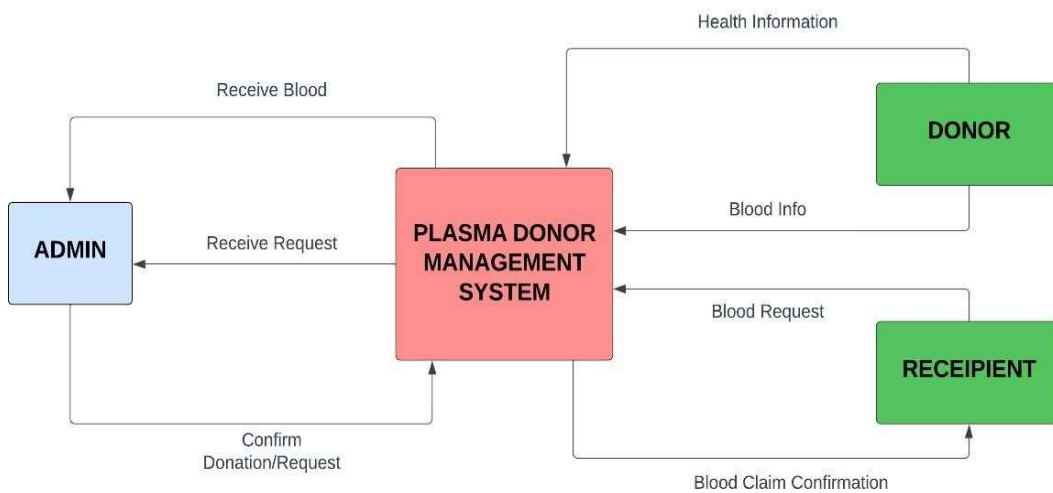 Health Information
Receive Blood
DONOR
Blood Info
ADMIN
Receive Request
PLASMA DONOR
MANAGEMENT
SYSTEM
Blood Request
RECEIPIENT
Confirm
Donation/Request
Blood Claim Confirmation